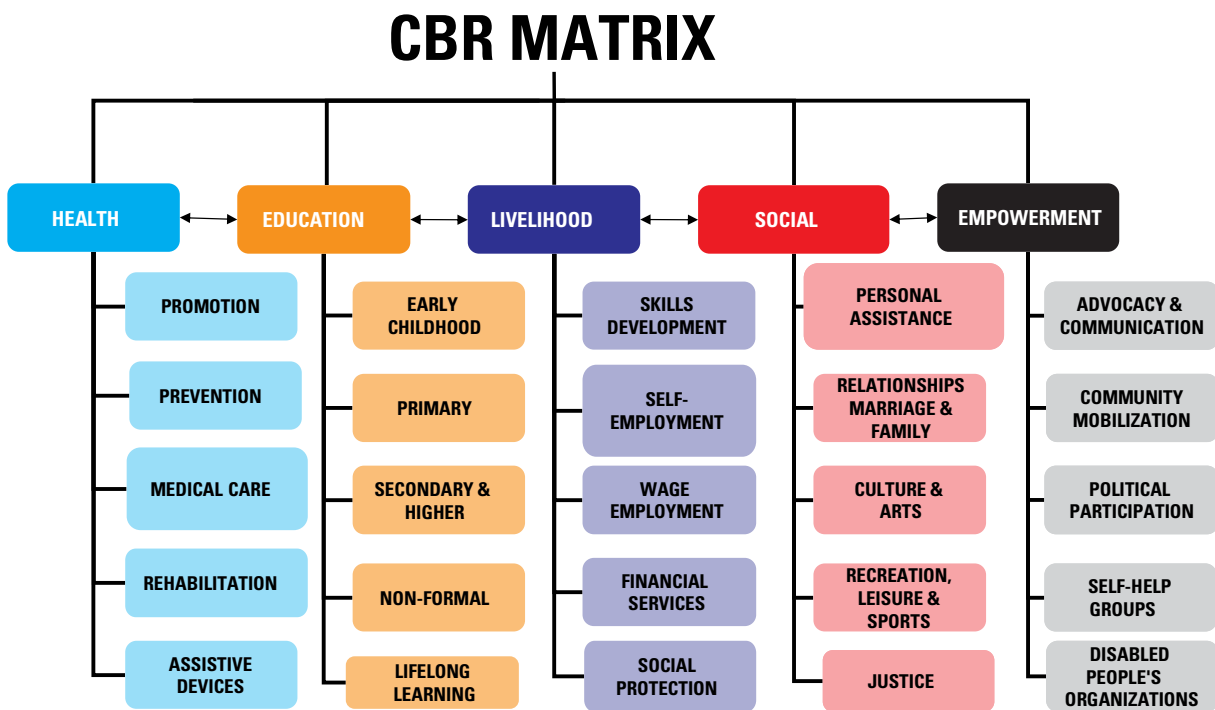 CBR MATRIX
HEALTH
EDUCATION
LIVELIHOOD
SOCIAL
EMPOWERMENT
PROMOTION
PREVENTION
MEDICAL CARE
REHABILITATION
ASSISTIVE
DEVICES
EARLY
CHILDHOOD
PRIMARY
SECONDARY &
HIGHER
NON-FORMAL
LIFELONG
LEARNING
SKILLS
DEVELOPMENT
SELF-
EMPLOYMENT
WAGE
EMPLOYMENT
FINANCIAL
SERVICES
SOCIAL
PROTECTION
PERSONAL
ASSISTANCE
RELATIONSHIPS
MARRIAGE &
FAMILY
CULTURE &
ARTS
RECREATION,
LEISURE &
SPORTS
JUSTICE
ADVOCACY &
COMMUNICATION
COMMUNITY
MOBILIZATION
POLITICAL
PARTICIPATION
SELF-HELP
GROUPS
DISABLED
PEOPLE'S
ORGANIZATIONS